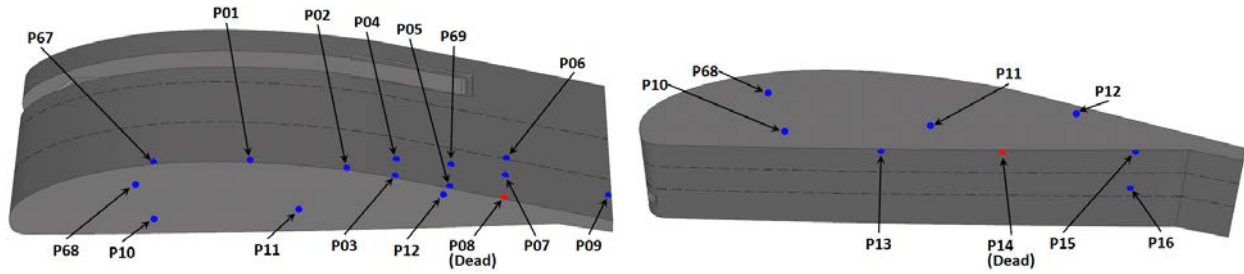 P67
P01
P02
P04
P05
P69
P06
P68
P10
P11
P03
P12
P08
(Dead)
P07
P09
P68
P10
P11
P12
P13
P14
(Dead)
P15
P16